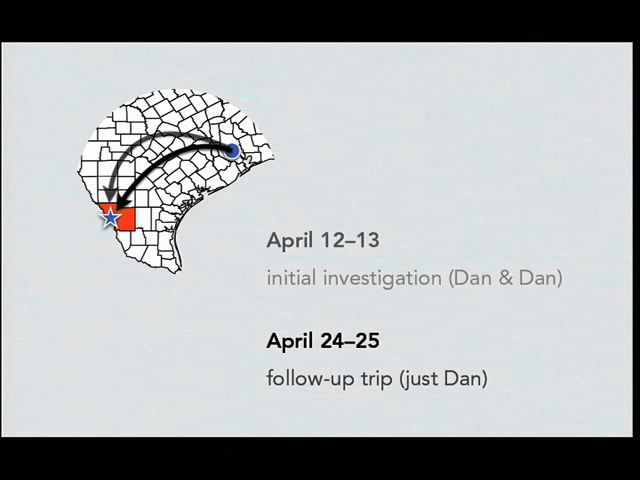 April 12–13
initial investigation (Dan & Dan)
April 24–25
follow-up trip (just Dan)